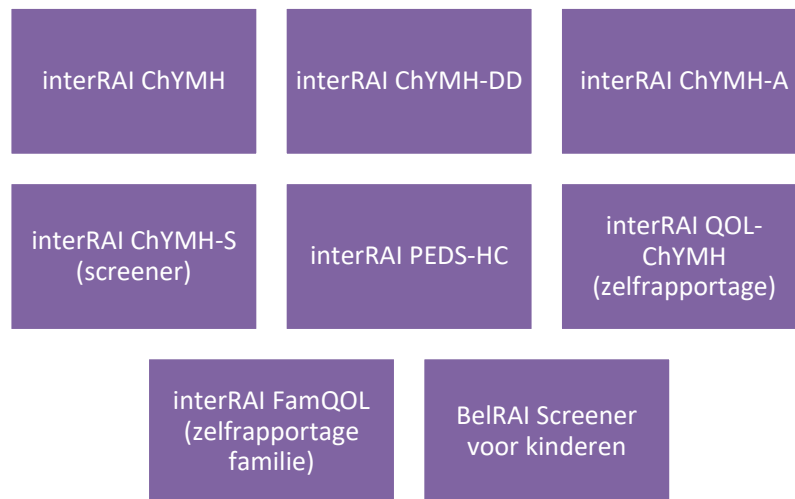 interRAI ChYMH
interRAI ChYMH-DD
interRAI ChYMH-A
interRAI ChYMH-S
(screener)
interRAI PEDS-HC
interRAI QOL-
ChYMH
(zelfrapportage)
interRAI FamQOL
(zelfrapportage
familie)
BelRAI Screener
voor kinderen